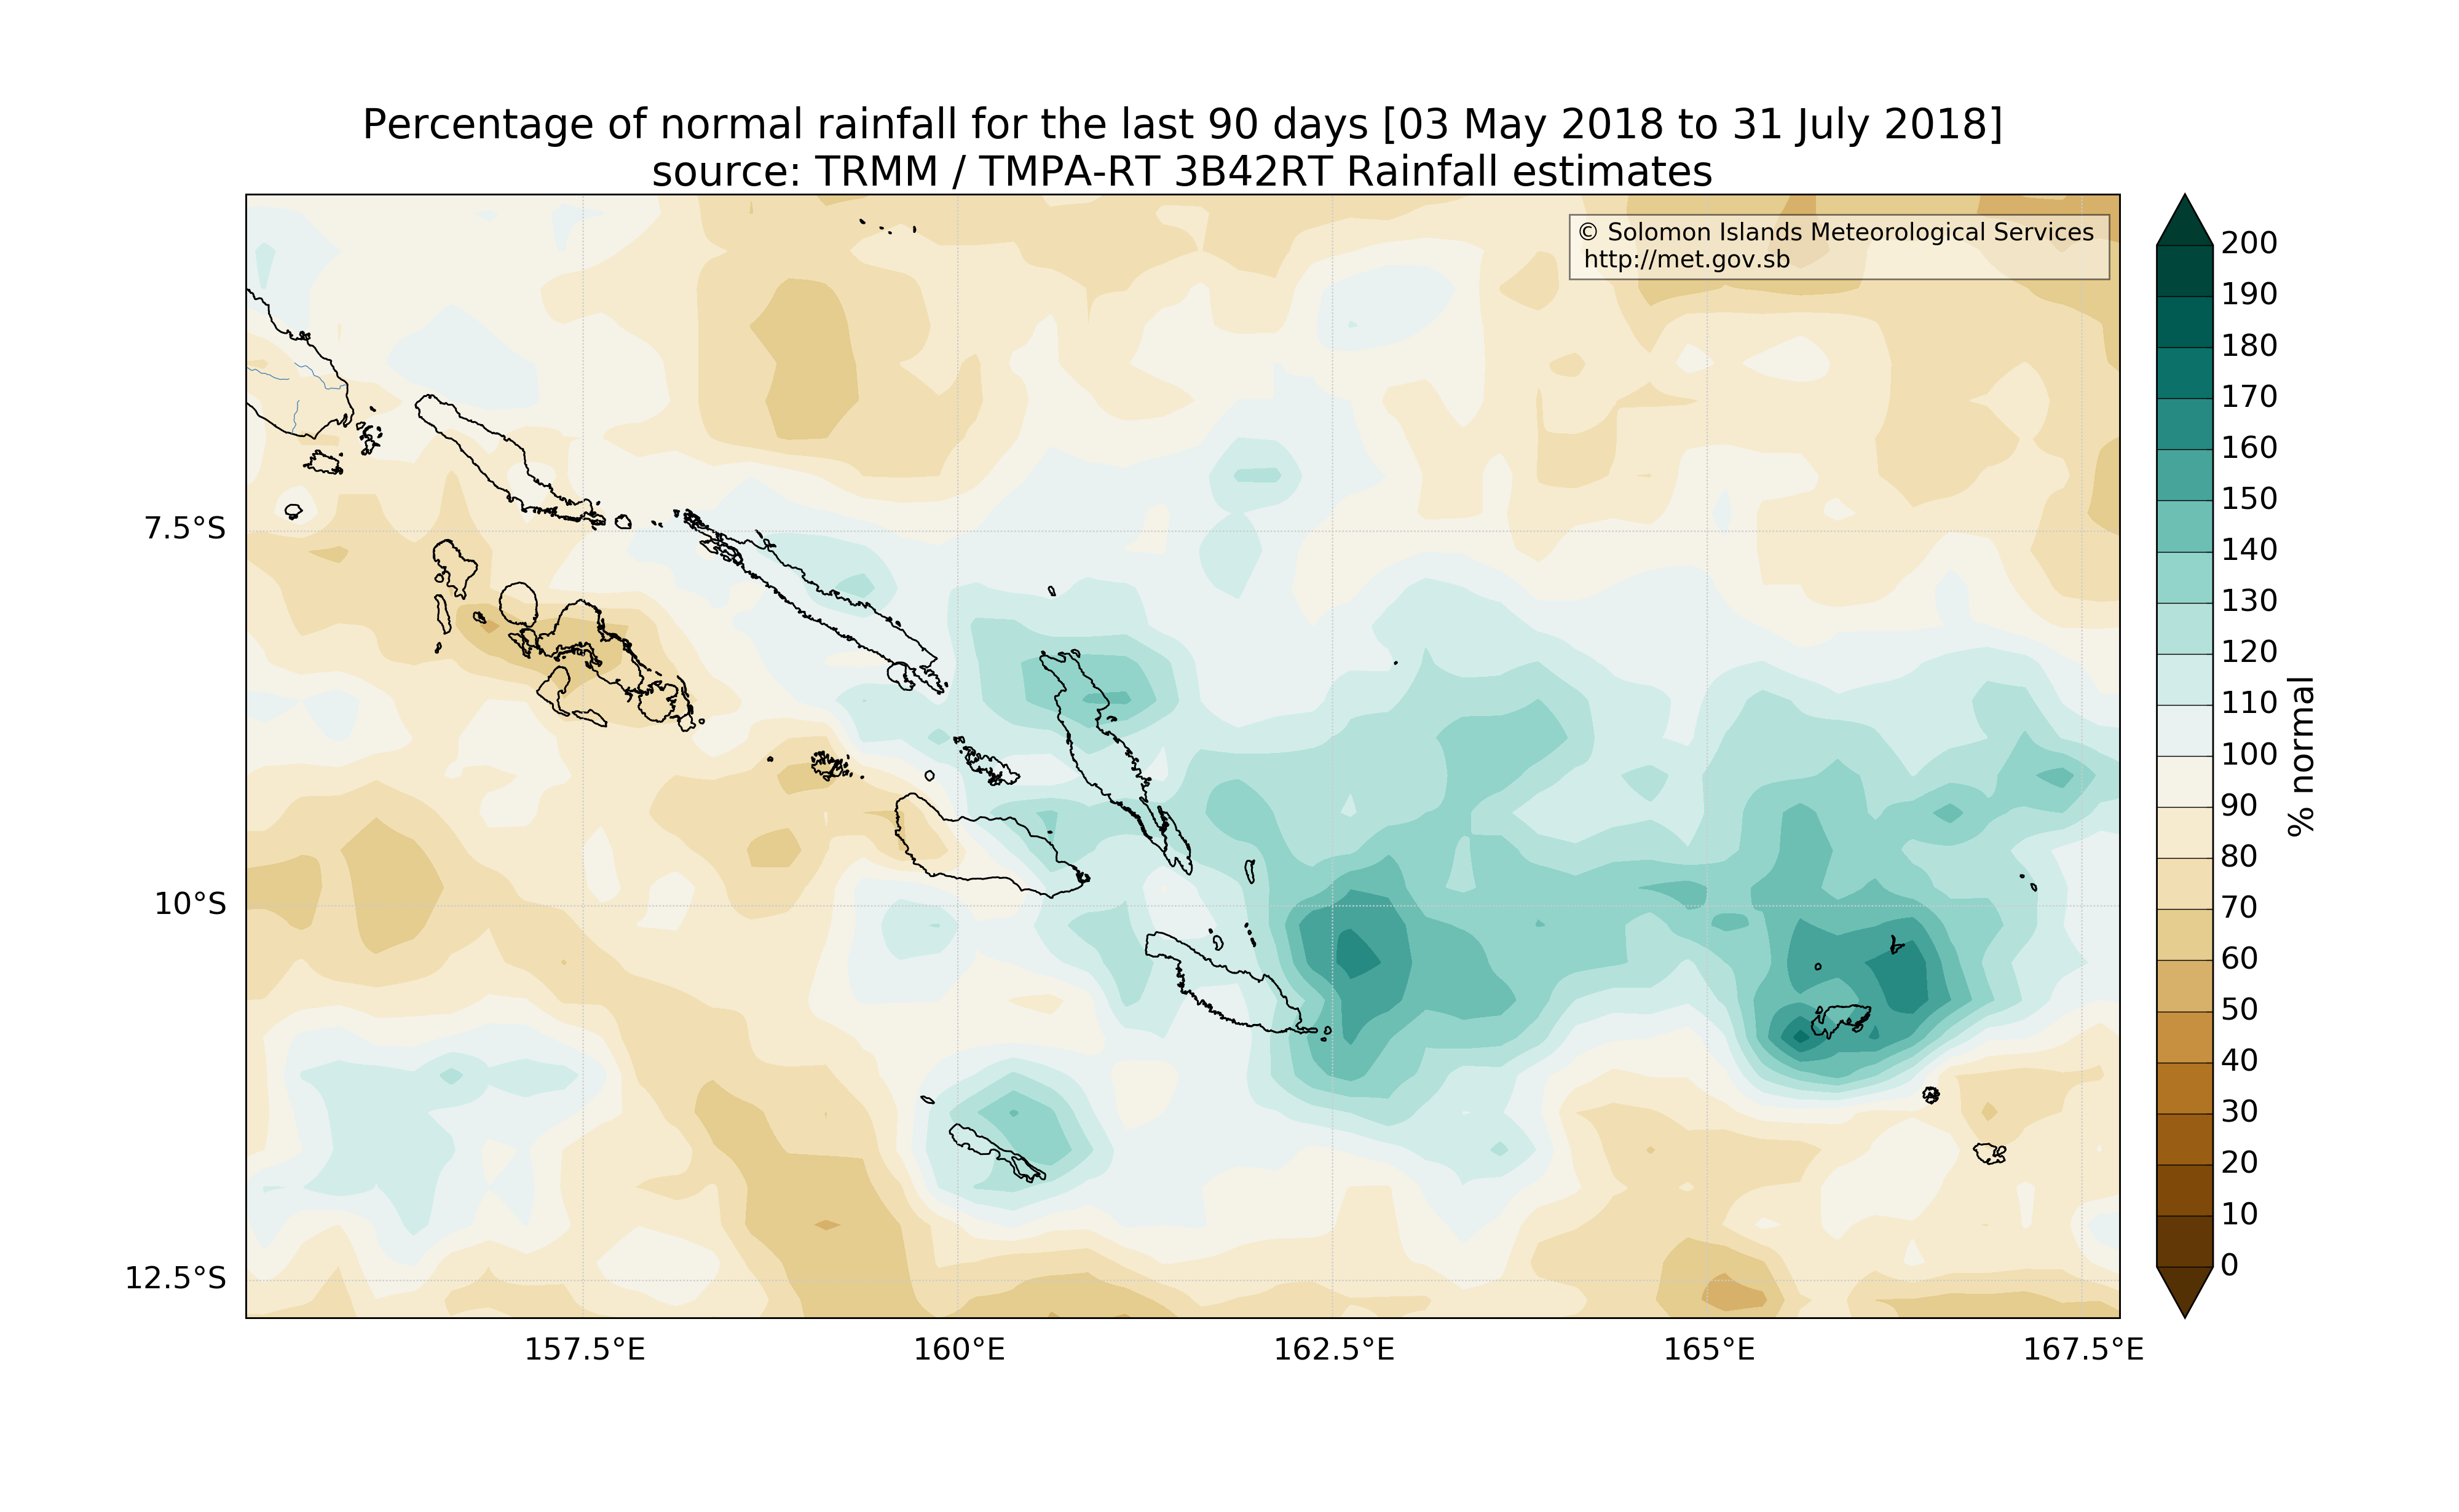 Percentage of normal rainfall for the last 90 days [03 May 2018 to 31 July 2018]
source: TRMM / TMPA-RT 3B42RT Rainfall estimates
© Solomon Islands Meteorological Services
http://met.gov.sb
7.5°S
10°S
12.5°S
157.5°E
160°E
162.5°E
165°E
167.5°E
200
190
180
170
160
150
140
130
120
110
100
90
80
70
60
50
40
30
20
10
0
% normal